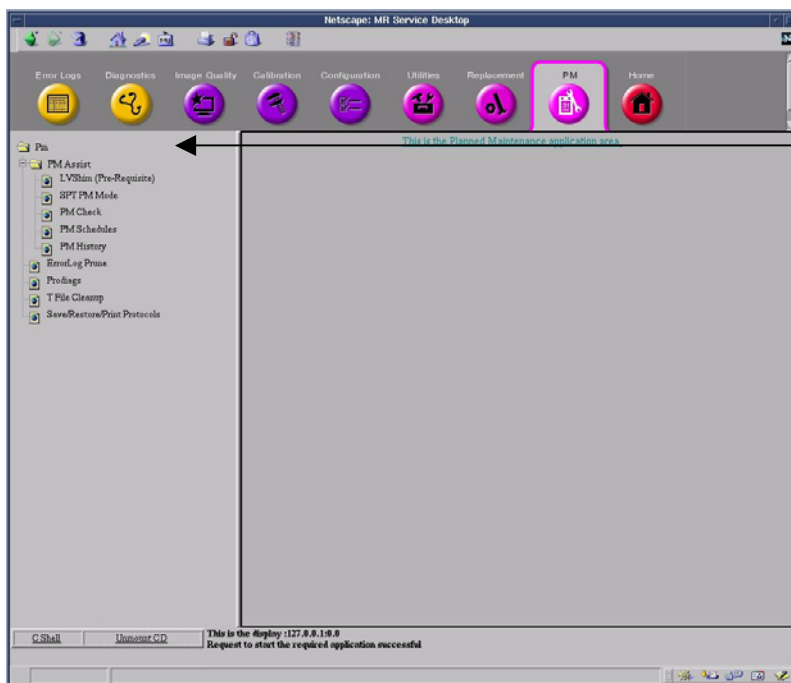 Netscape: MR Service Desktop
Error Logs Diagnostics Image Quality Calibration Configuration Utilities Replacement PM Home
Pm
PM Assist
LVShim (Pre-Requisite)
SPT PM Mode
PM Check
PM Schedules
PM History
ErrorLog Prune
Prodiags
T File Cleanup
Save/Restore/Print Protocols
This is the Planned Maintenance application area
C Shell Unmount CD
This is the display :127.0.0.1:0.0
Request to start the required application successful